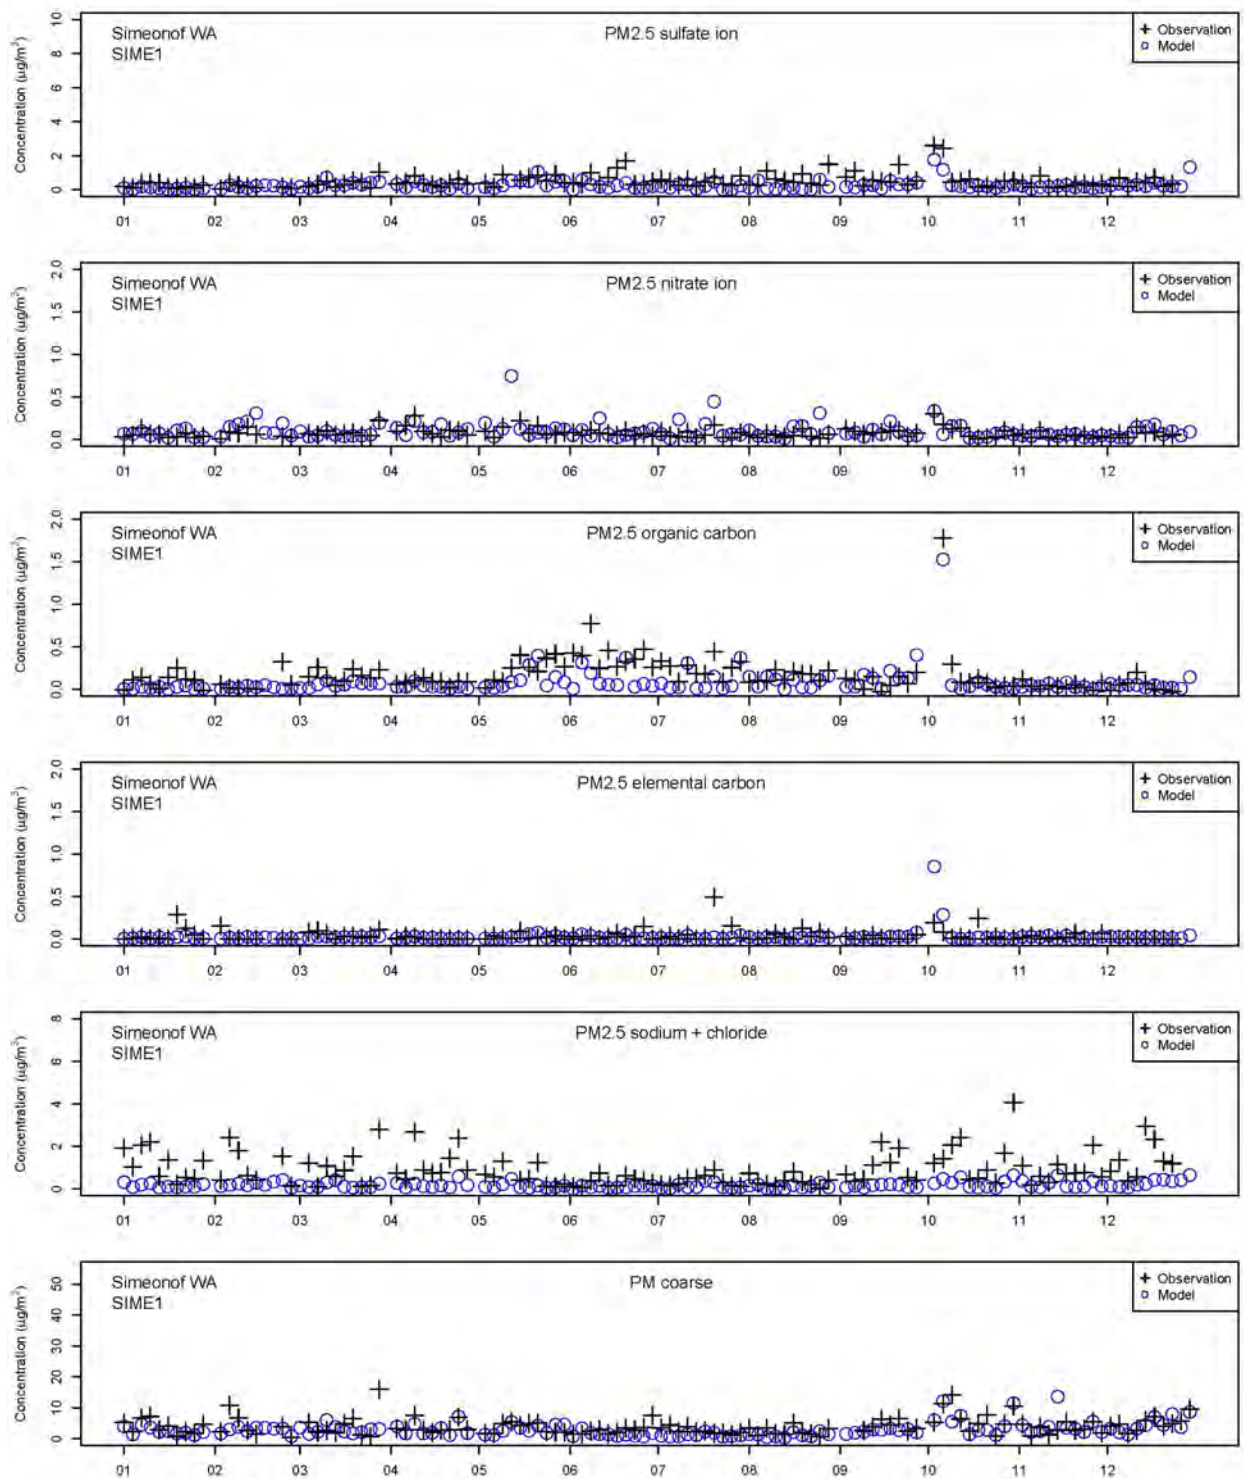 Simeonof WA
SIME1
PM2.5 sulfate ion
Observation
Model
Concentration (µg/m³)
10
8
6
4
2
0
01 02 03 04 05 06 07 08 09 10 11 12
Simeonof WA
SIME1
PM2.5 nitrate ion
Observation
Model
Concentration (µg/m³)
2.0
1.5
1.0
0.5
0.0
01 02 03 04 05 06 07 08 09 10 11 12
Simeonof WA
SIME1
PM2.5 organic carbon
Observation
Model
Concentration (µg/m³)
2.0
1.5
1.0
0.5
0.0
01 02 03 04 05 06 07 08 09 10 11 12
Simeonof WA
SIME1
PM2.5 elemental carbon
Observation
Model
Concentration (µg/m³)
2.0
1.5
1.0
0.5
0.0
01 02 03 04 05 06 07 08 09 10 11 12
Simeonof WA
SIME1
PM2.5 sodium + chloride
Observation
Model
Concentration (µg/m³)
8
6
4
2
0
01 02 03 04 05 06 07 08 09 10 11 12
Simeonof WA
SIME1
PM coarse
Observation
Model
Concentration (µg/m³)
50
40
30
20
10
0
01 02 03 04 05 06 07 08 09 10 11 12